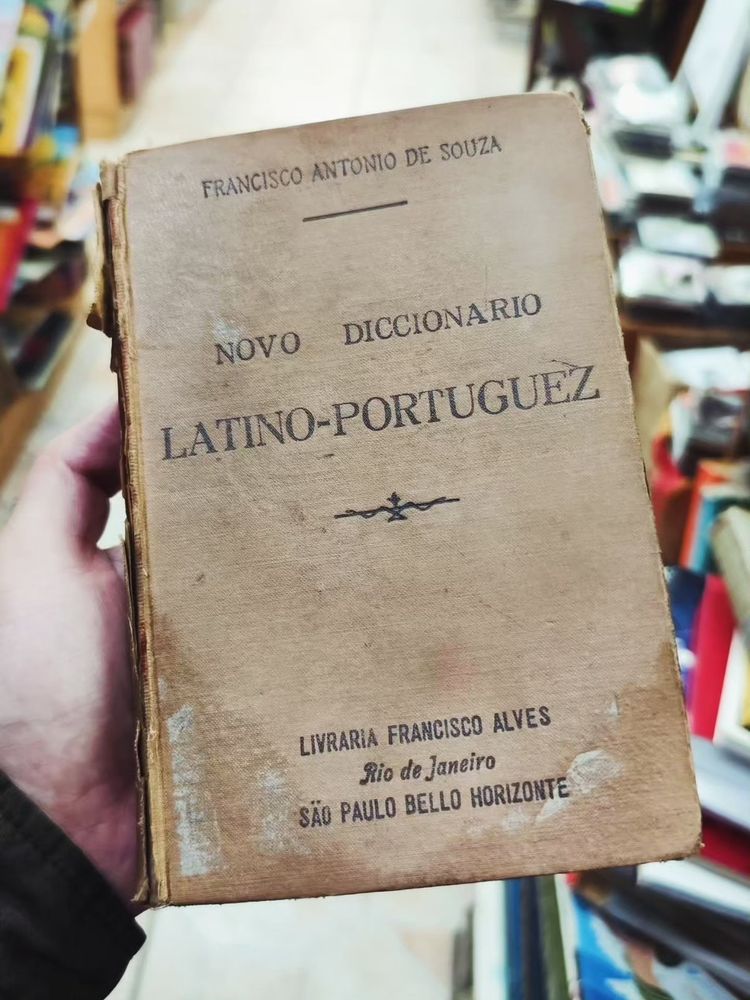 FRANCISCO ANTONIO DE SOUZA
NOVO DICCIONARIO
LATINO-PORTUGUEZ
LIVRARIA FRANCISCO ALVES
Rio de Janeiro
SÃO PAULO BELLO HORIZONTE